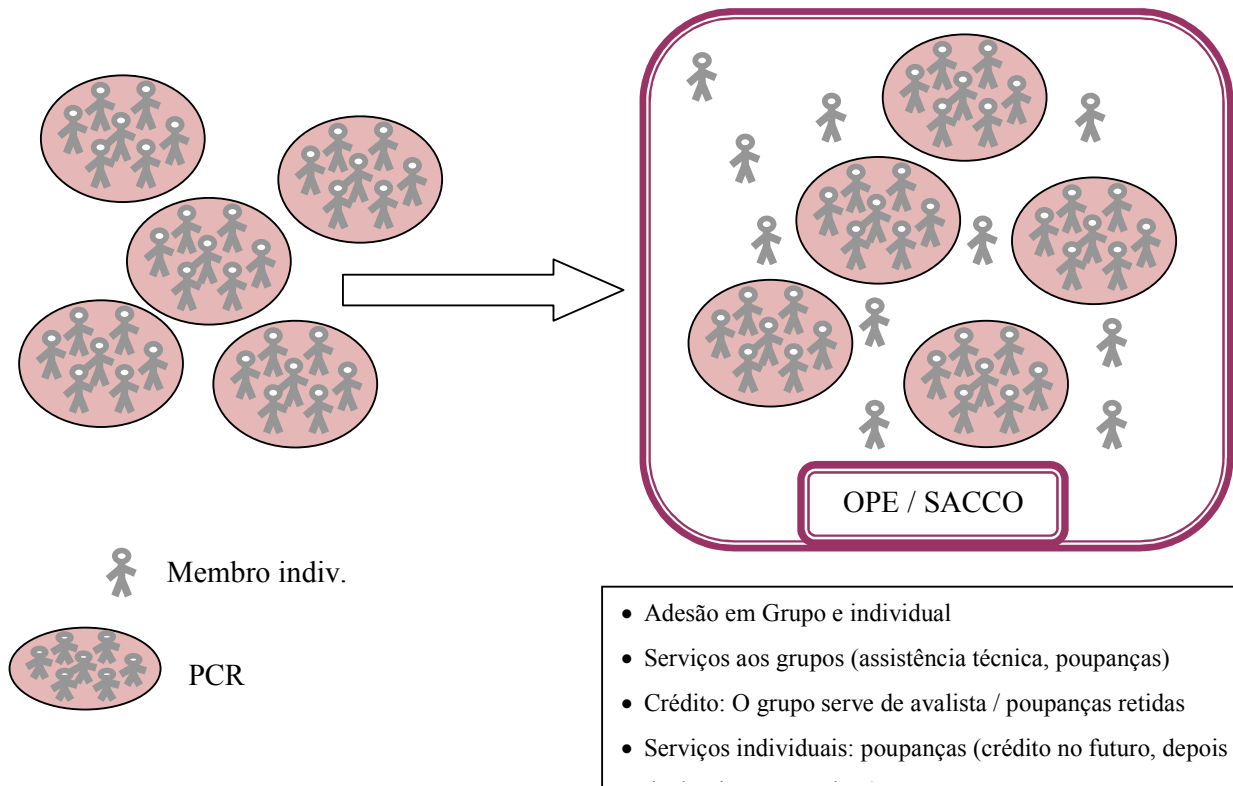 OPE / SACCO
Membro indiv.
PCR
• Adesão em Grupo e individual
• Serviços aos grupos (assistência técnica, poupanças)
• Crédito: O grupo serve de avalista / poupanças retidas
• Serviços individuais: poupanças (crédito no futuro, depois